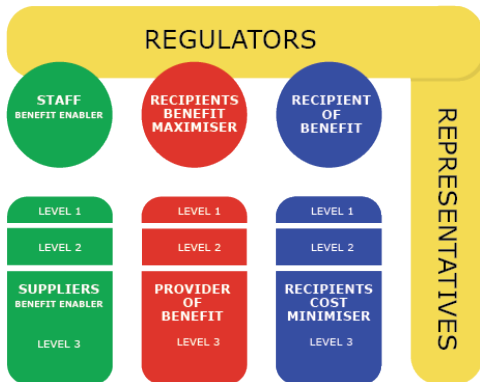 REGULATORS
STAFF
BENEFIT ENABLER
RECIPIENTS
BENEFIT
MAXIMISER
RECIPIENT
OF
BENEFIT
REPRESENTATIVES
LEVEL 1
LEVEL 1
LEVEL 1
LEVEL 2
LEVEL 2
LEVEL 2
SUPPLIERS
BENEFIT ENABLER
LEVEL 3
PROVIDER
OF
BENEFIT
LEVEL 3
RECIPIENTS
COST
MINIMISER
LEVEL 3